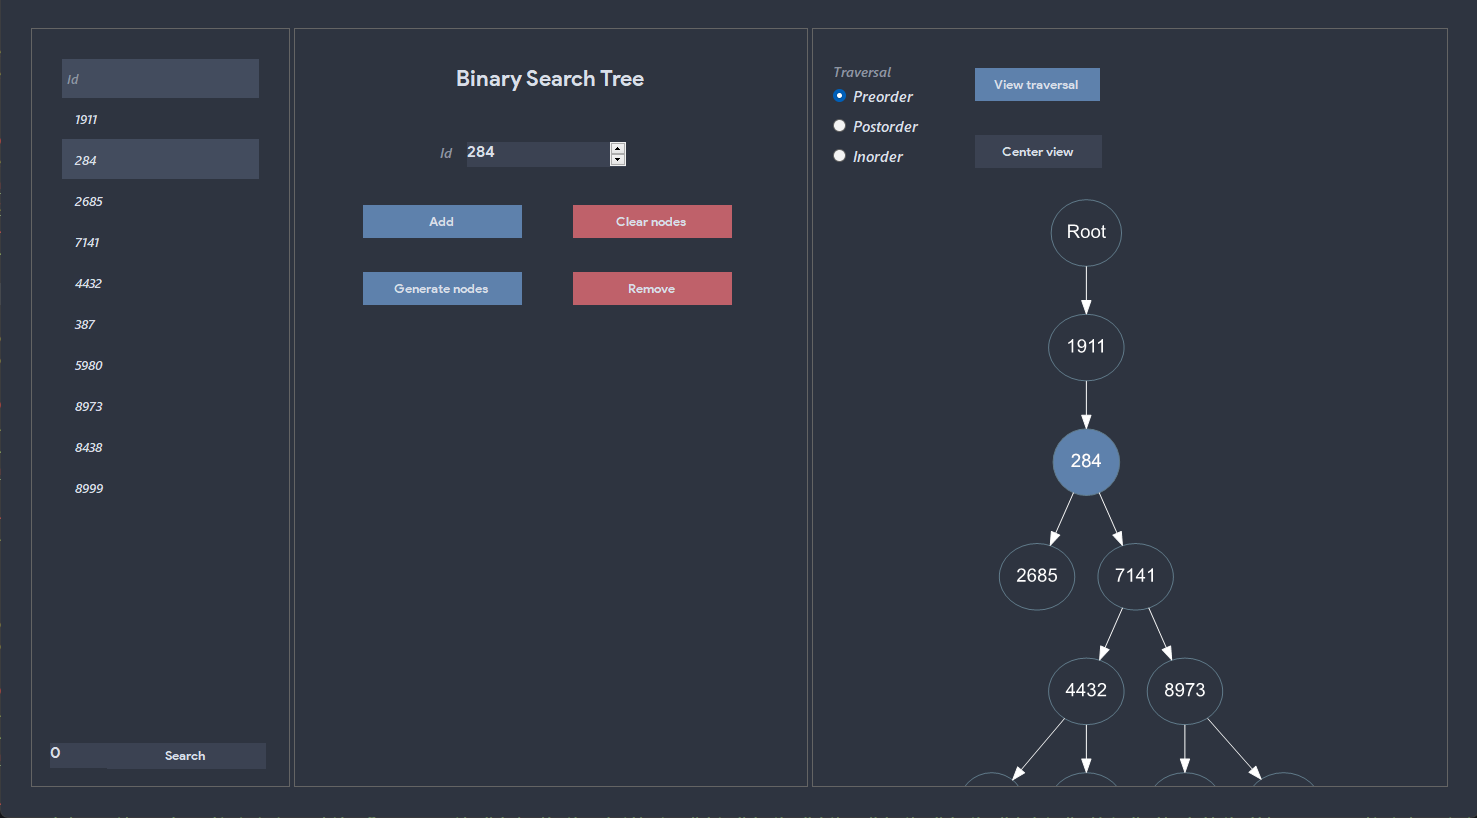 Id
1911
284
2685
7141
4432
387
5980
8973
8438
8999
0
Search
Binary Search Tree
Id 284
Add
Clear nodes
Generate nodes
Remove
Traversal
Preorder
Postorder
Inorder
View traversal
Center view
Root
1911
284
2685 7141
4432 8973